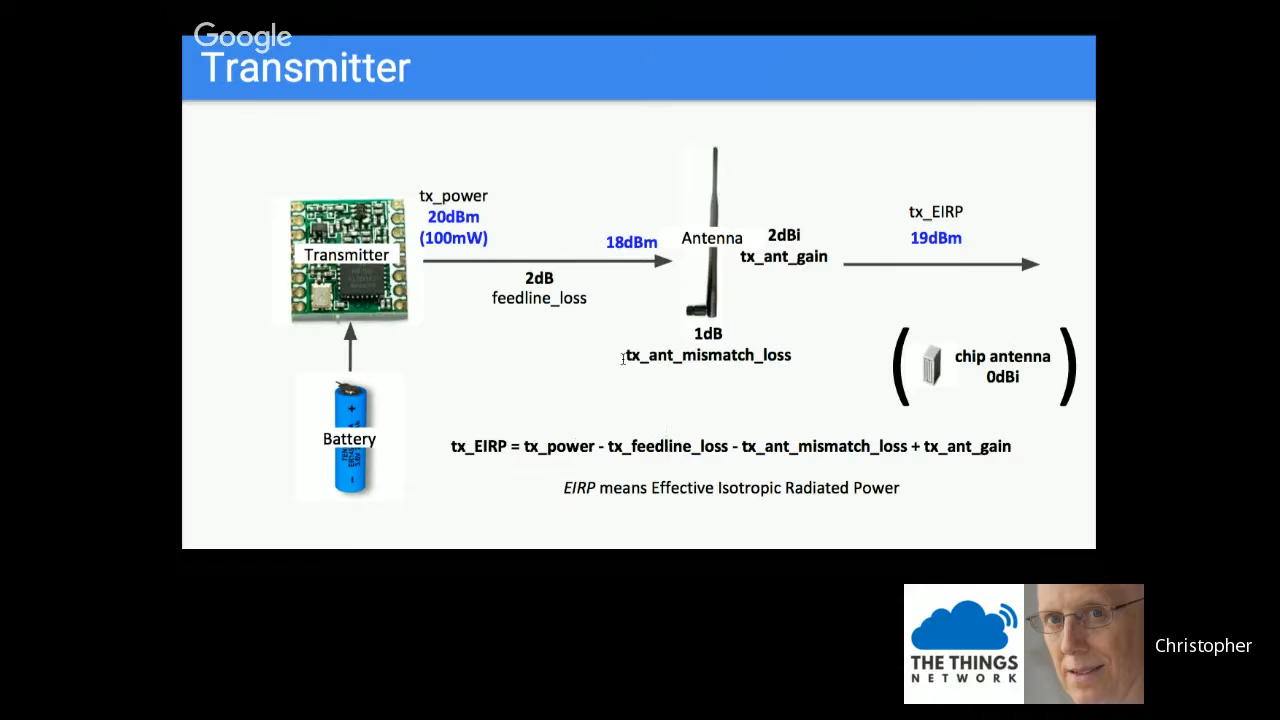 Google
Transmitter
tx_power
20dBm
(100mW)
Transmitter
18dBm
2dB
feedline_loss
Antenna
2dBi
tx_ant_gain
1dB
tx_ant_mismatch_loss
tx_EIRP
19dBm
chip antenna
0dBi
+
Battery
-
tx_EIRP = tx_power - tx_feedline_loss - tx_ant_mismatch_loss + tx_ant_gain
EIRP means Effective Isotropic Radiated Power
THE THINGS
NETWORK
Christopher